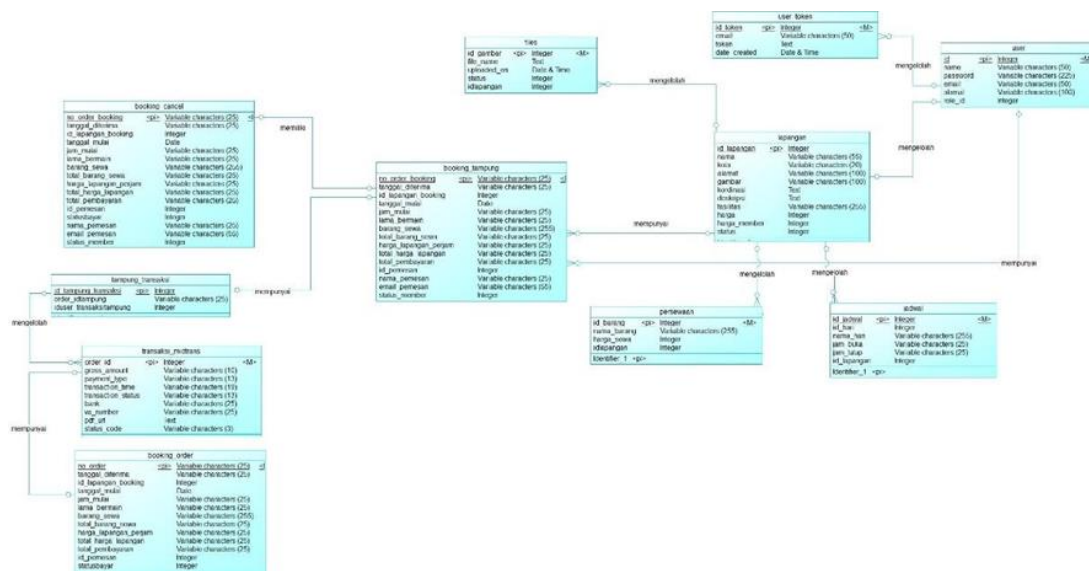 user_token
id_token <pi> Integer <M>
email Variable characters (50)
token Text
date_created Date & Time
files
id_gambar <pi> Integer <M>
file_name Text
uploaded_on Date & Time
status Integer
idlapangan Integer
user
id <pi> Integer
name Variable characters (50)
password Variable characters (225)
email Variable characters (50)
alamat Variable characters (100)
role_id Integer
mengelolah
mengelolah
mengelolah
booking_cancel
no_order_booking <pi> Variable characters (25)
tanggal_diterima Variable characters (25)
id_lapangan_booking Integer
tanggal_mulai Date
jam_mulai Variable characters (25)
lama_bermain Variable characters (25)
barang_sewa Variable characters (255)
total_barang_sewa Variable characters (25)
harga_lapangan_perjam Variable characters (25)
total_harga_lapangan Variable characters (25)
total_pembayaran Variable characters (25)
id_pemesan Integer
statusbayar Integer
nama_pemesan Variable characters (25)
email_pemesan Variable characters (55)
status_member Integer
lapangan
id_lapangan <pi> Integer
nama Variable characters (55)
kota Variable characters (20)
alamat Variable characters (100)
gambar Variable characters (100)
kordinasi Text
deskripsi Text
fasilitas Variable characters (255)
harga Integer
harga_member Integer
status Integer
booking_tampung
no_order_booking <pi> Variable characters (25)
tanggal_diterima Variable characters (25)
id_lapangan_booking Integer
tanggal_mulai Date
jam_mulai Variable characters (25)
lama_bermain Variable characters (25)
barang_sewa Variable characters (255)
total_barang_sewa Variable characters (25)
harga_lapangan_perjam Variable characters (25)
total_harga_lapangan Variable characters (25)
total_pembayaran Variable characters (25)
id_pemesan Integer
nama_pemesan Variable characters (25)
email_pemesan Variable characters (55)
status_member Integer
mempunyai
mempunyai
mempunyai
mengelolah
mengelolah
tampung_transaksi
id_tampung_transaksi <pi> Integer
order_idtampung Variable characters (25)
iduser_transaksitampung Integer
mengelolah
persewaan
id_barang <pi> Integer <M>
nama_barang Variable characters (255)
harga_sewa Integer
idlapangan Integer
Identifier_1 <pi>
jadwal
id_jadwal <pi> Integer <M>
id_hari Integer
nama_hari Variable characters (255)
jam_buka Variable characters (25)
jam_tutup Variable characters (25)
id_lapangan Integer
Identifier_1 <pi>
transaksi_midtrans
order_id <pi> Integer <M>
gross_amount Variable characters (10)
payment_type Variable characters (13)
transaction_time Variable characters (19)
transaction_status Variable characters (13)
bank Variable characters (25)
va_number Variable characters (25)
pdf_url Text
status_code Variable characters (3)
mempunyai
booking_order
no_order <pi> Variable characters (25)
tanggal_diterima Variable characters (25)
id_lapangan_booking Integer
tanggal_mulai Date
jam_mulai Variable characters (25)
lama_bermain Variable characters (25)
barang_sewa Variable characters (255)
total_barang_sewa Variable characters (25)
harga_lapangan_perjam Variable characters (25)
total_harga_lapangan Variable characters (25)
total_pembayaran Variable characters (25)
id_pemesan Integer
statusbayar Integer